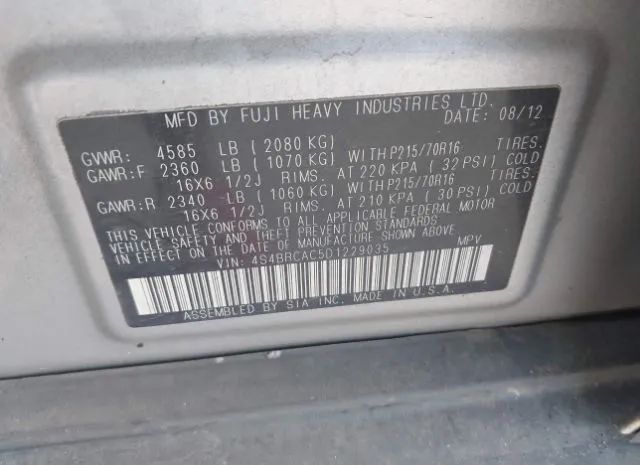 MFD BY FUJI HEAVY INDUSTRIES LTD.
DATE: 08/12
GVWR: 4585 LB ( 2080 KG)
GAWR:F 2360 LB ( 1070 KG) WITH P215/70R16 TIRES.
16X6 1/2J RIMS. AT 220 KPA ( 32 PSI) COLD
GAWR:R 2340 LB ( 1060 KG) WITH P215/70R16 TIRES.
16X6 1/2J RIMS. AT 210 KPA ( 30 PSI) COLD
THIS VEHICLE CONFORMS TO ALL APPLICABLE FEDERAL MOTOR
VEHICLE SAFETY AND THEFT PREVENTION STANDARDS
IN EFFECT ON THE DATE OF MANUFACTURE SHOWN ABOVE.
VIN: 4S4BRCAC5D1229035 MPV
ASSEMBLED BY SIA INC. MADE IN U.S.A.